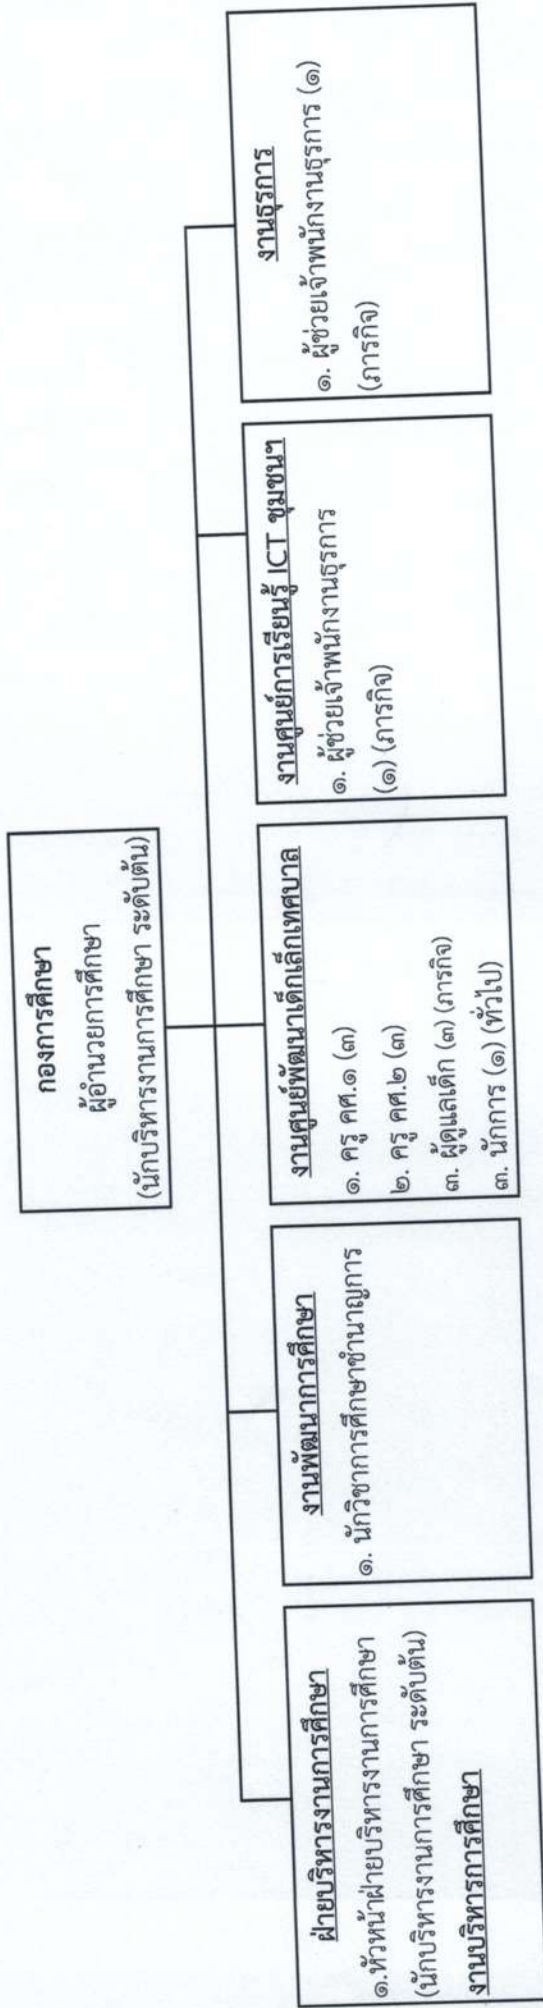 กองการศึกษา
ผู้อำนวยการศึกษา
(นักบริหารงานการศึกษา ระดับต้น)
ฝ่ายบริหารงานการศึกษา
๑.หัวหน้าฝ่ายบริหารงานการศึกษา
(นักบริหารงานการศึกษา ระดับต้น)
งานบริหารการศึกษา
งานพัฒนาการศึกษา
๑. นักวิชาการศึกษาชำนาญการ
งานศูนย์พัฒนาเด็กเล็กเทศบาล
๑. ครู คศ.๑ (๓)
๒. ครู คศ.๒ (๓)
๓. ผู้ดูแลเด็ก (๓) (ภารกิจ)
๓. นักการ (๑) (ทั่วไป)
งานศูนย์การเรียนรู้ ICT ชุมชนฯ
๑. ผู้ช่วยเจ้าพนักงานธุรการ
(๑) (ภารกิจ)
งานธุรการ
๑. ผู้ช่วยเจ้าพนักงานธุรการ (๑)
(ภารกิจ)